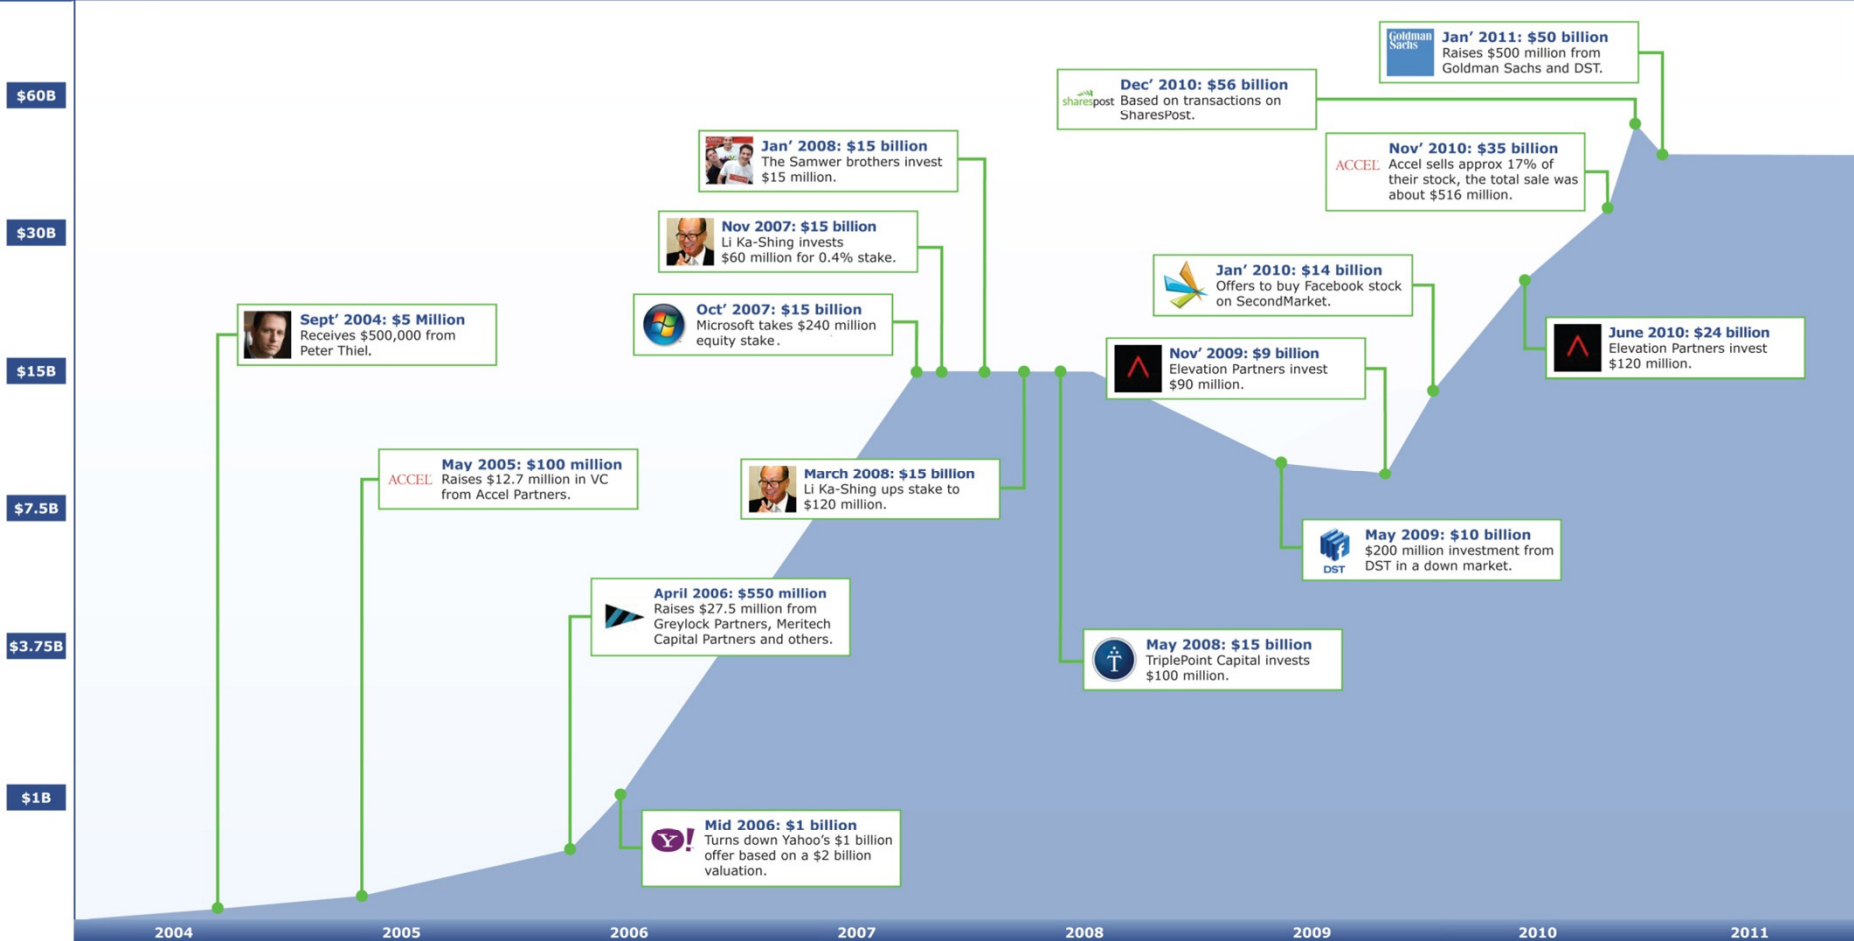 $60B
$30B
$15B
$7.5B
$3.75B
$1B
Sept’ 2004: $5 Million
Receives $500,000 from
Peter Thiel.
ACCEL
May 2005: $100 million
Raises $12.7 million in VC
from Accel Partners.
April 2006: $550 million
Raises $27.5 million from
Greylock Partners, Meritech
Capital Partners and others.
Y!
Mid 2006: $1 billion
Turns down Yahoo’s $1 billion
offer based on a $2 billion
valuation.
Oct’ 2007: $15 billion
Microsoft takes $240 million
equity stake.
Nov 2007: $15 billion
Li Ka-Shing invests
$60 million for 0.4% stake.
Jan’ 2008: $15 billion
The Samwer brothers invest
$15 million.
March 2008: $15 billion
Li Ka-Shing ups stake to
$120 million.
May 2008: $15 billion
TriplePoint Capital invests
$100 million.
DST
May 2009: $10 billion
$200 million investment from
DST in a down market.
Nov’ 2009: $9 billion
Elevation Partners invest
$90 million.
Jan’ 2010: $14 billion
Offers to buy Facebook stock
on SecondMarket.
June 2010: $24 billion
Elevation Partners invest
$120 million.
ACCEL
Nov’ 2010: $35 billion
Accel sells approx 17% of
their stock, the total sale was
about $516 million.
sharespost
Dec’ 2010: $56 billion
Based on transactions on
SharesPost.
Goldman
Sachs
Jan’ 2011: $50 billion
Raises $500 million from
Goldman Sachs and DST.
2004 2005 2006 2007 2008 2009 2010 2011